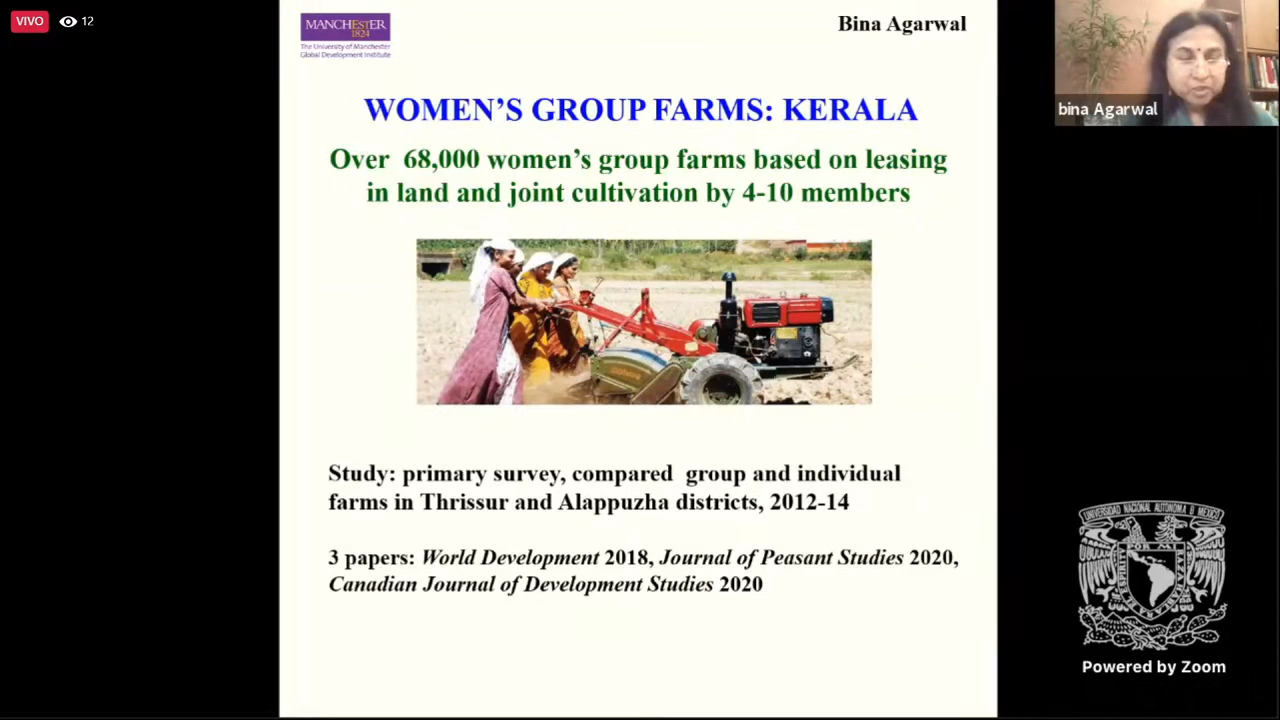 VIVO 12
MANCHESTER
1824
The University of Manchester
Global Development Institute
Bina Agarwal
bina Agarwal
WOMEN'S GROUP FARMS: KERALA
Over 68,000 women's group farms based on leasing
in land and joint cultivation by 4-10 members
Study: primary survey, compared group and individual
farms in Thrissur and Alappuzha districts, 2012-14
3 papers: World Development 2018, Journal of Peasant Studies 2020,
Canadian Journal of Development Studies 2020
UNIVERSIDAD NACIONAL AUTONOMA D MEXICO
Powered by Zoom